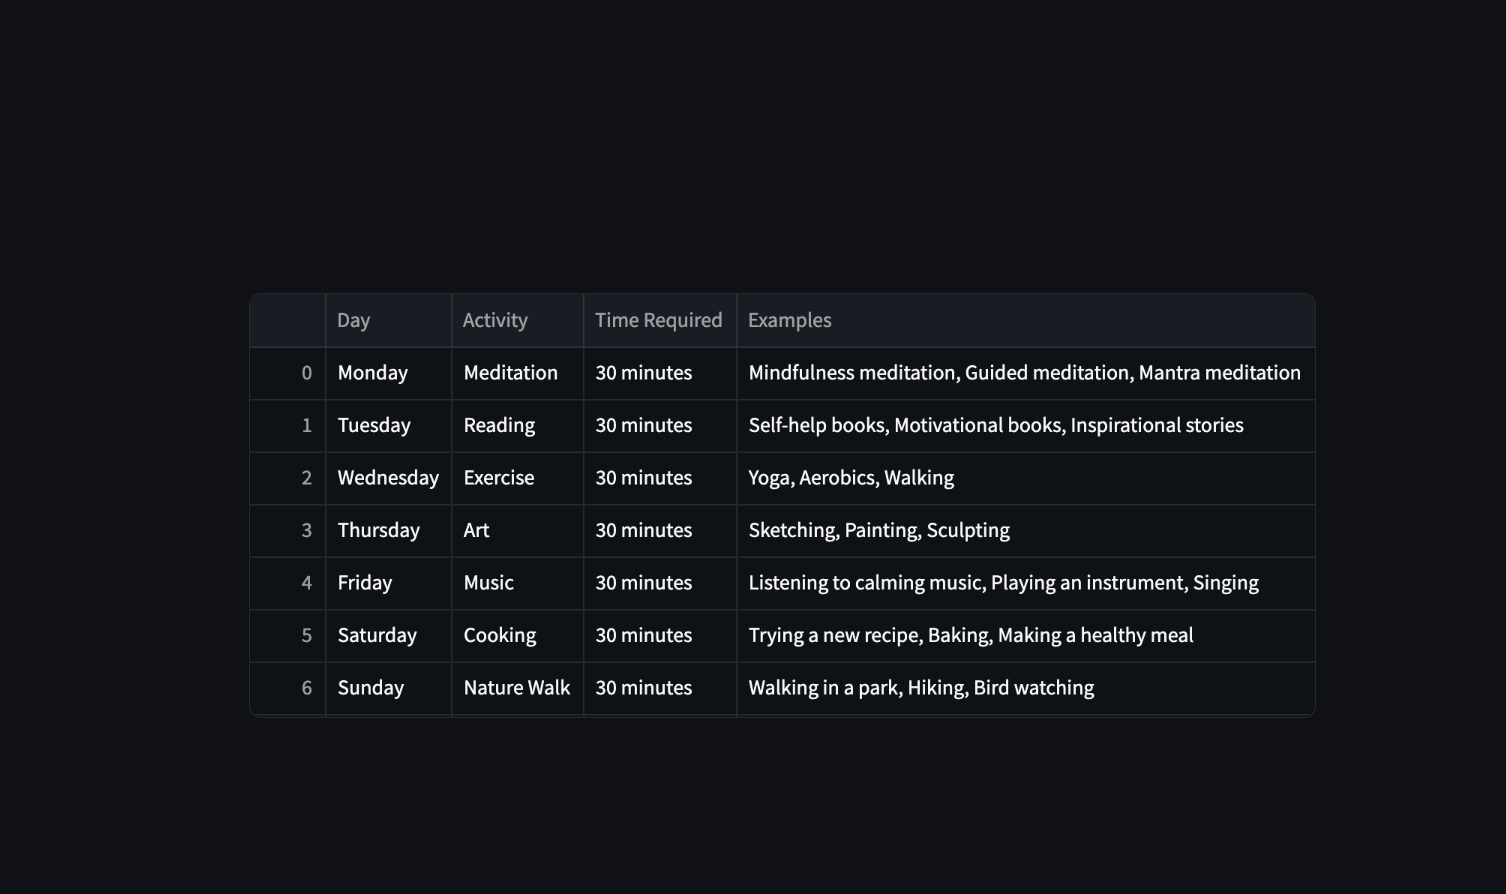 Day Activity Time Required Examples
0 Monday Meditation 30 minutes Mindfulness meditation, Guided meditation, Mantra meditation
1 Tuesday Reading 30 minutes Self-help books, Motivational books, Inspirational stories
2 Wednesday Exercise 30 minutes Yoga, Aerobics, Walking
3 Thursday Art 30 minutes Sketching, Painting, Sculpting
4 Friday Music 30 minutes Listening to calming music, Playing an instrument, Singing
5 Saturday Cooking 30 minutes Trying a new recipe, Baking, Making a healthy meal
6 Sunday Nature Walk 30 minutes Walking in a park, Hiking, Bird watching